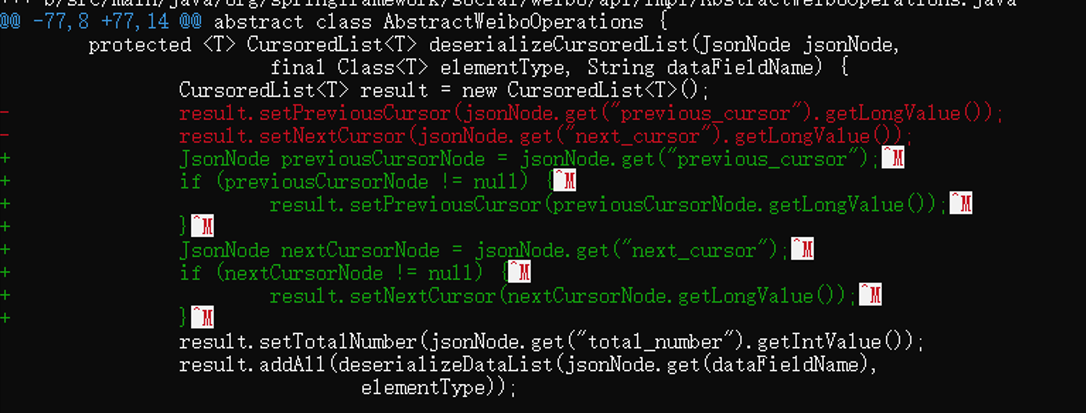 +++ b/src/main/java/org/springframework/social/weibo/api/impl/AbstractWeiboOperations.java
@@ -77,8 +77,14 @@ abstract class AbstractWeiboOperations {
        protected <T> CursoredList<T> deserializeCursoredList(JsonNode jsonNode,
                        final Class<T> elementType, String dataFieldName) {
                CursoredList<T> result = new CursoredList<T>();
-               result.setPreviousCursor(jsonNode.get("previous_cursor").getLongValue());
-               result.setNextCursor(jsonNode.get("next_cursor").getLongValue());
+               JsonNode previousCursorNode = jsonNode.get("previous_cursor");^M
+               if (previousCursorNode != null) {^M
+                       result.setPreviousCursor(previousCursorNode.getLongValue());^M
+               }^M
+               JsonNode nextCursorNode = jsonNode.get("next_cursor");^M
+               if (nextCursorNode != null) {^M
+                       result.setNextCursor(nextCursorNode.getLongValue());^M
+               }^M
                result.setTotalNumber(jsonNode.get("total_number").getIntValue());
                result.addAll(deserializeDataList(jsonNode.get(dataFieldName),
                                elementType));